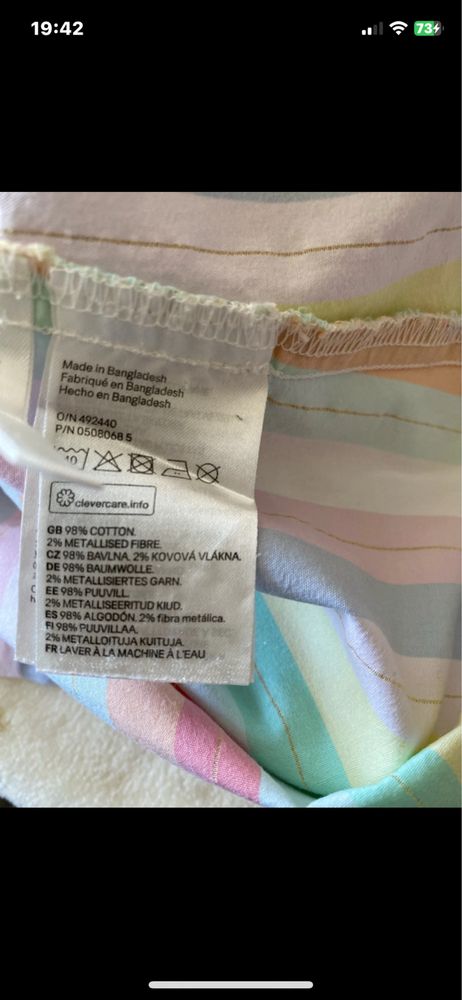 19:42
73
Made in Bangladesh
Fabriqué en Bangladesh
Hecho en Bangladesh
O/N 492440
P/N 0508068 5
40
clevercare.info
GB 98% COTTON.
2% METALLISED FIBRE.
CZ 98% BAVLNA. 2% KOVOVÁ VLÁKNA.
DE 98% BAUMWOLLE.
2% METALLISIERTES GARN.
EE 98% PUUVILL.
2% METALLISEERITUD KIUD.
ES 98% ALGODÓN. 2% fibra metálica.
FI 98% PUUVILLAA.
2% METALLOITUJA KUITUJA.
FR LAVER À LA MACHINE À L'EAU